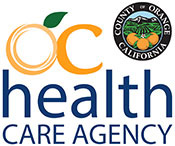 oc
COUNTY OF ORANGE
CALIFORNIA
health
CARE AGENCY